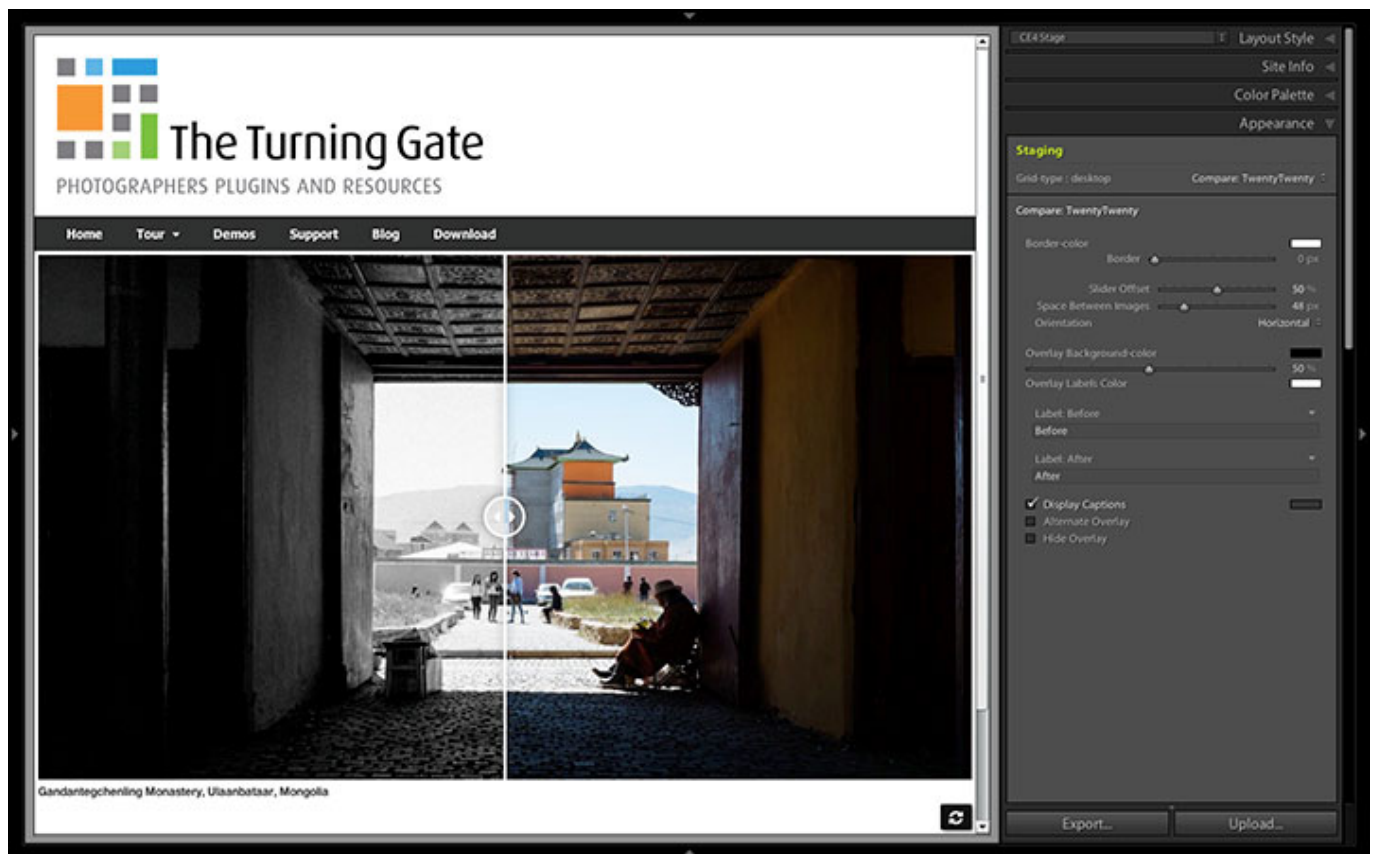 The Turning Gate
PHOTOGRAPHERS PLUGINS AND RESOURCES
Home Tour Demos Support Blog Download
Gandantegchenling Monastery, Ulaanbataar, Mongolia
CE4 Stage Layout Style
Site Info
Color Palette
Appearance
Staging
Grid-type : desktop Compare: TwentyTwenty
Compare: TwentyTwenty
Border-color
Border 0 px
Slider Offset 50 %
Space Between Images 48 px
Orientation Horizontal
Overlay Background-color
50 %
Overlay Labels Color
Label: Before
Before
Label: After
After
Display Captions
Alternate Overlay
Hide Overlay
Export... Upload...